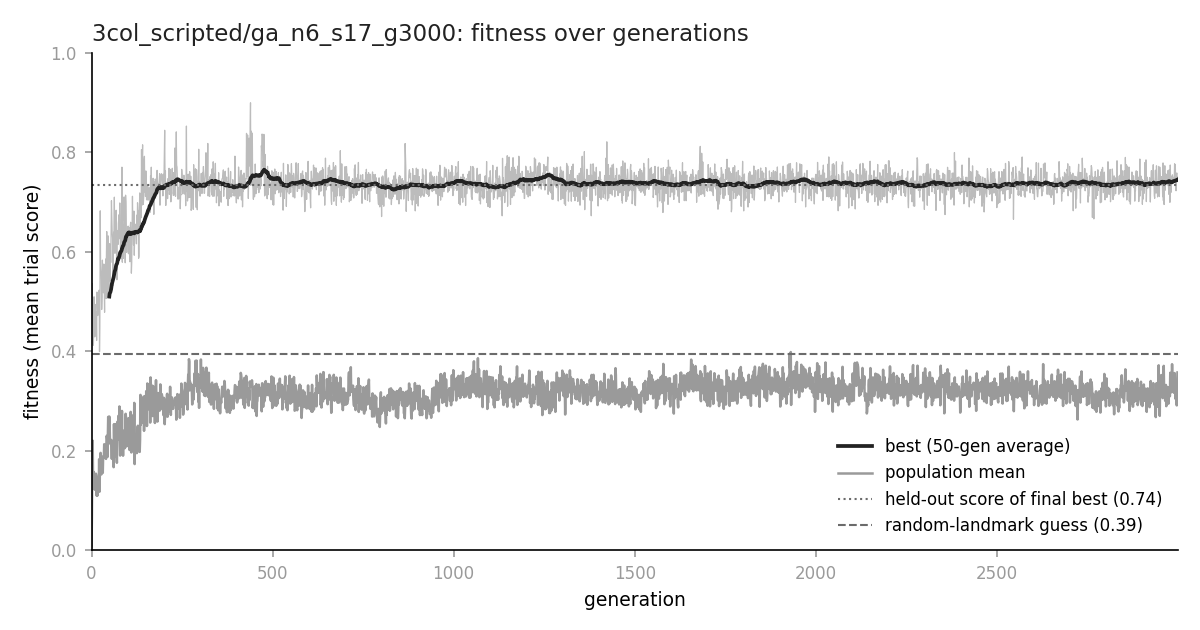 3col_scripted/ga_n6_s17_g3000: fitness over generations
1.0
0.8
0.6
0.4
0.2
0.0
fitness (mean trial score)
best (50-gen average)
population mean
held-out score of final best (0.74)
random-landmark guess (0.39)
0 500 1000 1500 2000 2500
generation